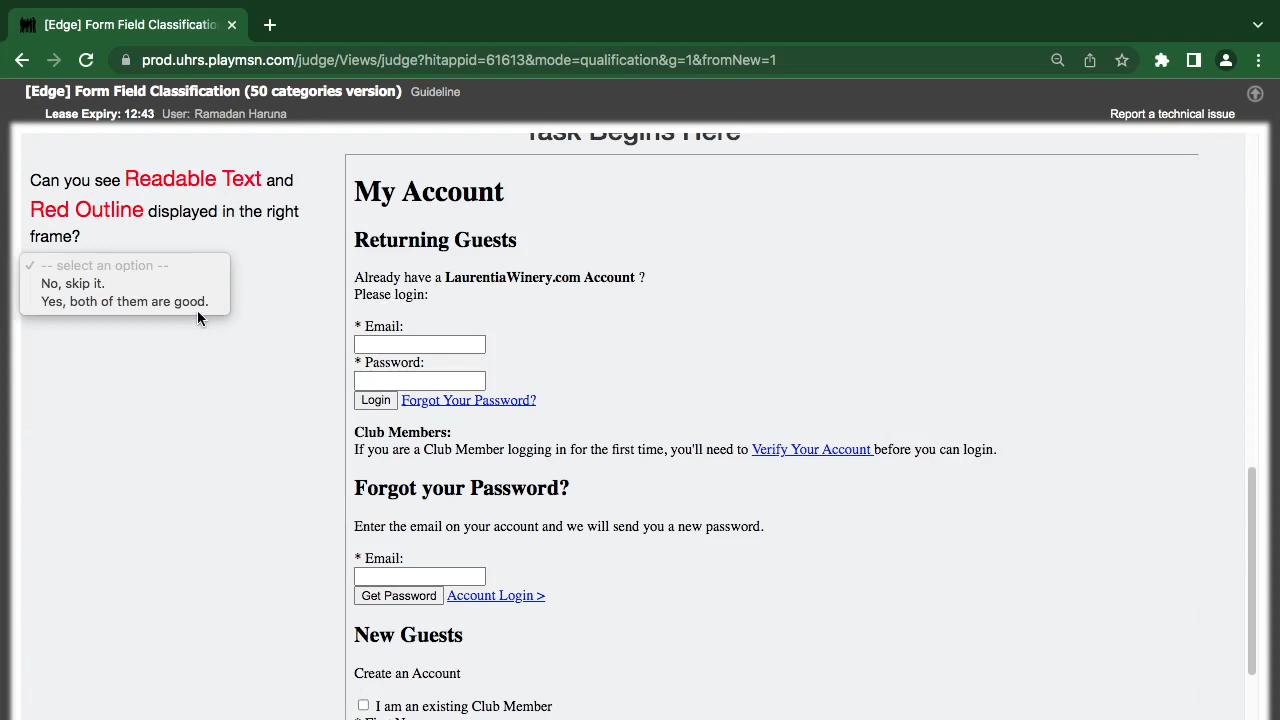 [Edge] Form Field Classificatio
prod.uhrs.playmsn.com/judge/Views/judge?hitappid=61613&mode=qualification&g=1&fromNew=1
[Edge] Form Field Classification (50 categories version) Guideline
Lease Expiry: 12:43 User: Ramadan Haruna
Report a technical issue
Task Begins Here
Can you see Readable Text and
Red Outline displayed in the right
frame?
✓ -- select an option --
No, skip it.
Yes, both of them are good.
My Account
Returning Guests
Already have a LaurentiaWinery.com Account ?
Please login:
* Email:
* Password:
Login Forgot Your Password?
Club Members:
If you are a Club Member logging in for the first time, you'll need to Verify Your Account before you can login.
Forgot your Password?
Enter the email on your account and we will send you a new password.
* Email:
Get Password Account Login >
New Guests
Create an Account
I am an existing Club Member